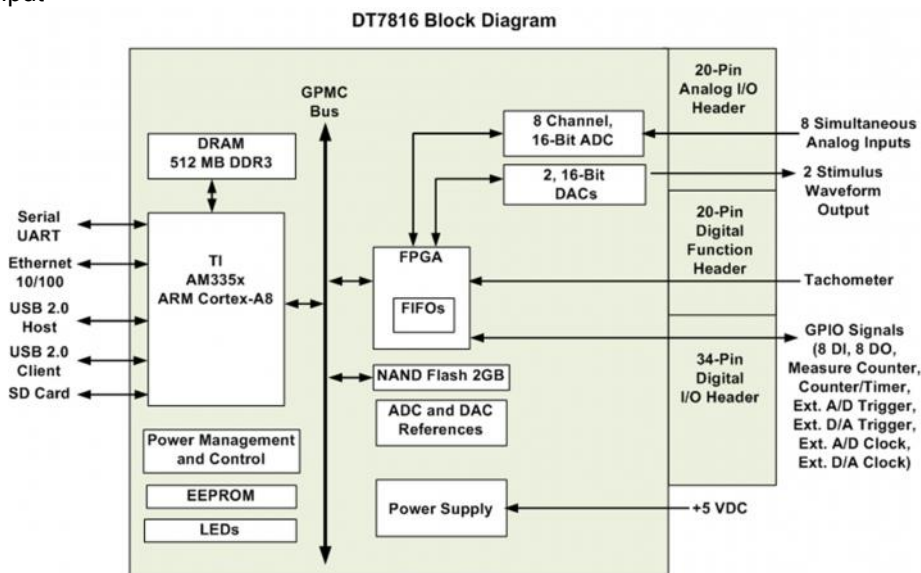 DT7816 Block Diagram
GPMC
Bus
DRAM
512 MB DDR3
TI
AM335x
ARM Cortex-A8
Serial
UART
Ethernet
10/100
USB 2.0
Host
USB 2.0
Client
SD Card
Power Management
and Control
EEPROM
LEDs
8 Channel,
16-Bit ADC
2, 16-Bit
DACs
FPGA
FIFOs
NAND Flash 2GB
ADC and DAC
References
Power Supply
20-Pin
Analog I/O
Header
20-Pin
Digital
Function
Header
34-Pin
Digital
I/O Header
8 Simultaneous
Analog Inputs
2 Stimulus
Waveform
Output
Tachometer
GPIO Signals
(8 DI, 8 DO,
Measure Counter,
Counter/Timer,
Ext. A/D Trigger,
Ext. D/A Trigger,
Ext. A/D Clock,
Ext. D/A Clock)
+5 VDC